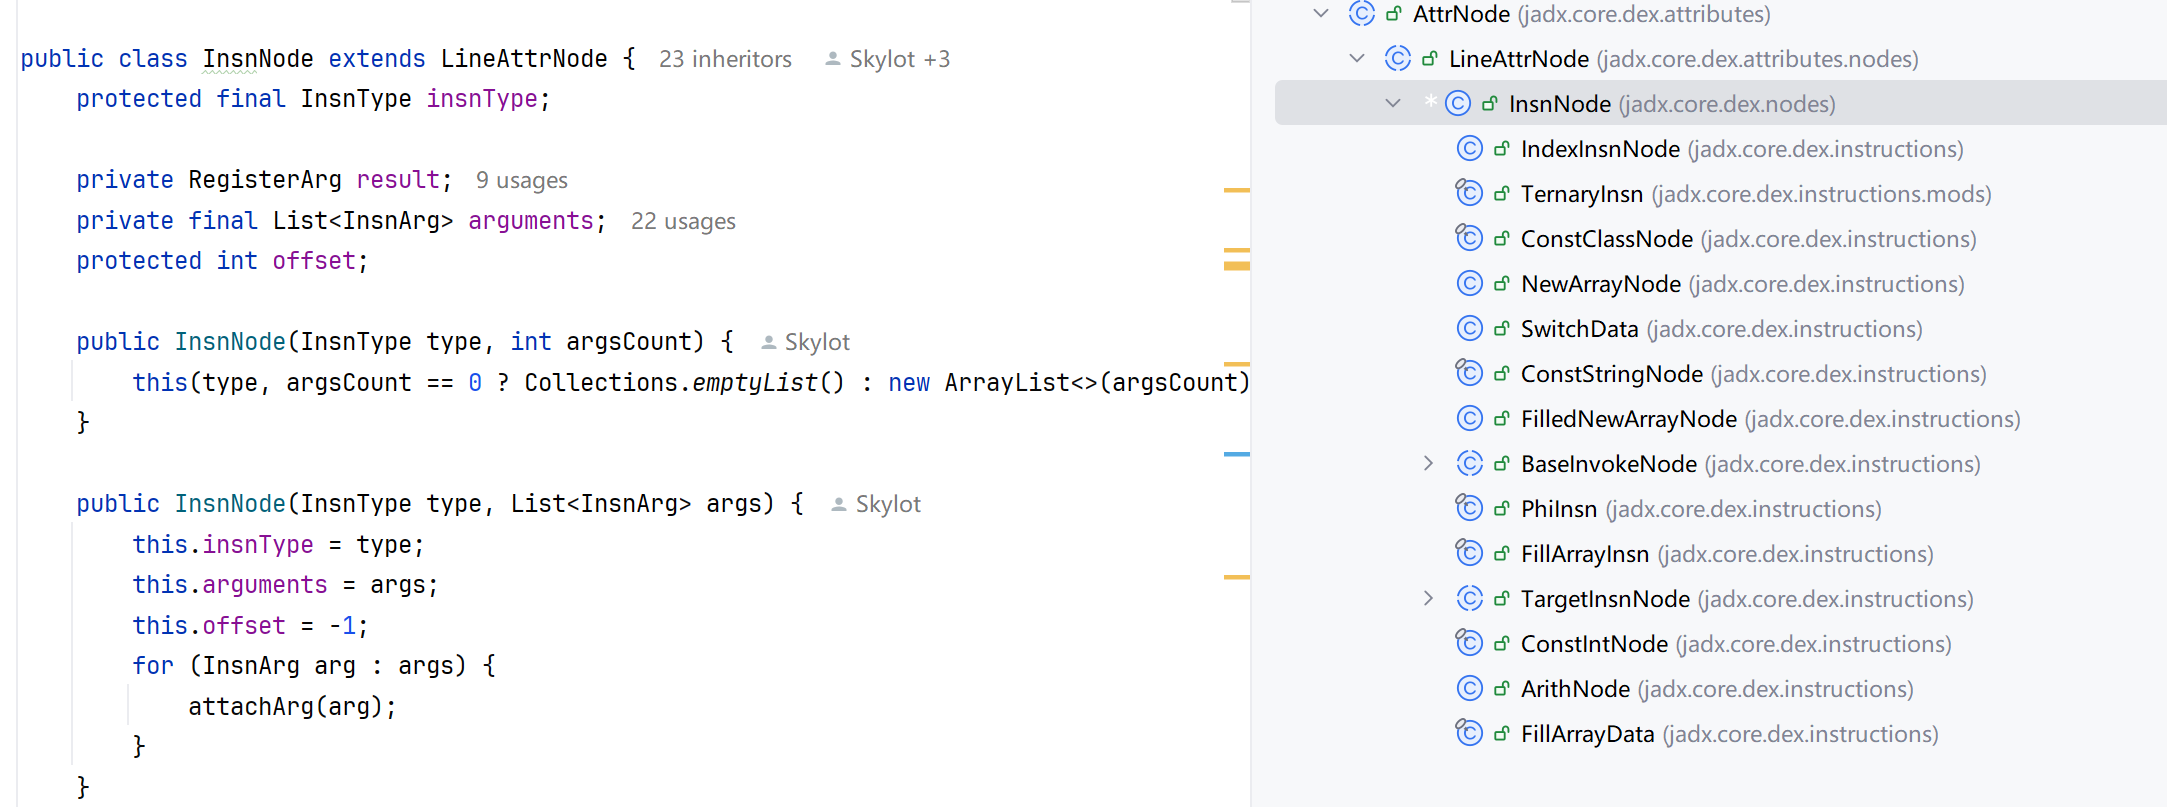 public class InsnNode extends LineAttrNode {   23 inheritors   Skylot +3
    protected final InsnType insnType;
    private RegisterArg result;   9 usages
    private final List<InsnArg> arguments;   22 usages
    protected int offset;
    public InsnNode(InsnType type, int argsCount) {   Skylot
        this(type, argsCount == 0 ? Collections.emptyList() : new ArrayList<>(argsCount)
    }
    public InsnNode(InsnType type, List<InsnArg> args) {   Skylot
        this.insnType = type;
        this.arguments = args;
        this.offset = -1;
        for (InsnArg arg : args) {
            attachArg(arg);
        }
    }
AttrNode (jadx.core.dex.attributes)
LineAttrNode (jadx.core.dex.attributes.nodes)
* InsnNode (jadx.core.dex.nodes)
IndexInsnNode (jadx.core.dex.instructions)
TernaryInsn (jadx.core.dex.instructions.mods)
ConstClassNode (jadx.core.dex.instructions)
NewArrayNode (jadx.core.dex.instructions)
SwitchData (jadx.core.dex.instructions)
ConstStringNode (jadx.core.dex.instructions)
FilledNewArrayNode (jadx.core.dex.instructions)
BaseInvokeNode (jadx.core.dex.instructions)
PhiInsn (jadx.core.dex.instructions)
FillArrayInsn (jadx.core.dex.instructions)
TargetInsnNode (jadx.core.dex.instructions)
ConstIntNode (jadx.core.dex.instructions)
ArithNode (jadx.core.dex.instructions)
FillArrayData (jadx.core.dex.instructions)